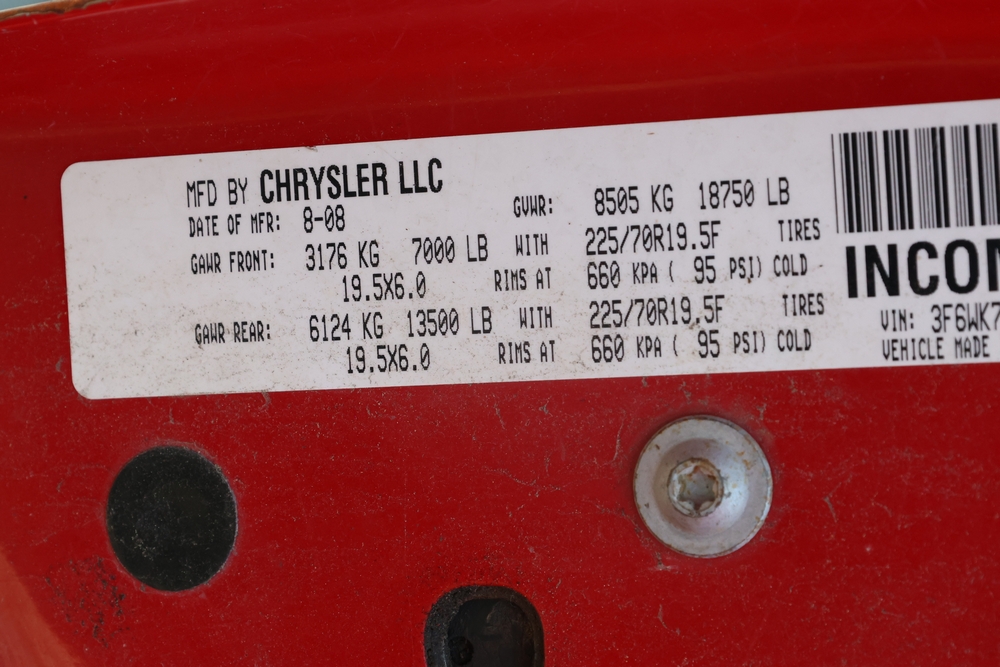 MFD BY CHRYSLER LLC
DATE OF MFR: 8-08 GVWR: 8505 KG 18750 LB
GAWR FRONT: 3176 KG 7000 LB WITH 225/70R19.5F TIRES
19.5X6.0 RIMS AT 660 KPA ( 95 PSI) COLD
GAWR REAR: 6124 KG 13500 LB WITH 225/70R19.5F TIRES
19.5X6.0 RIMS AT 660 KPA ( 95 PSI) COLD
INCOM
VIN: 3F6WK7
VEHICLE MADE